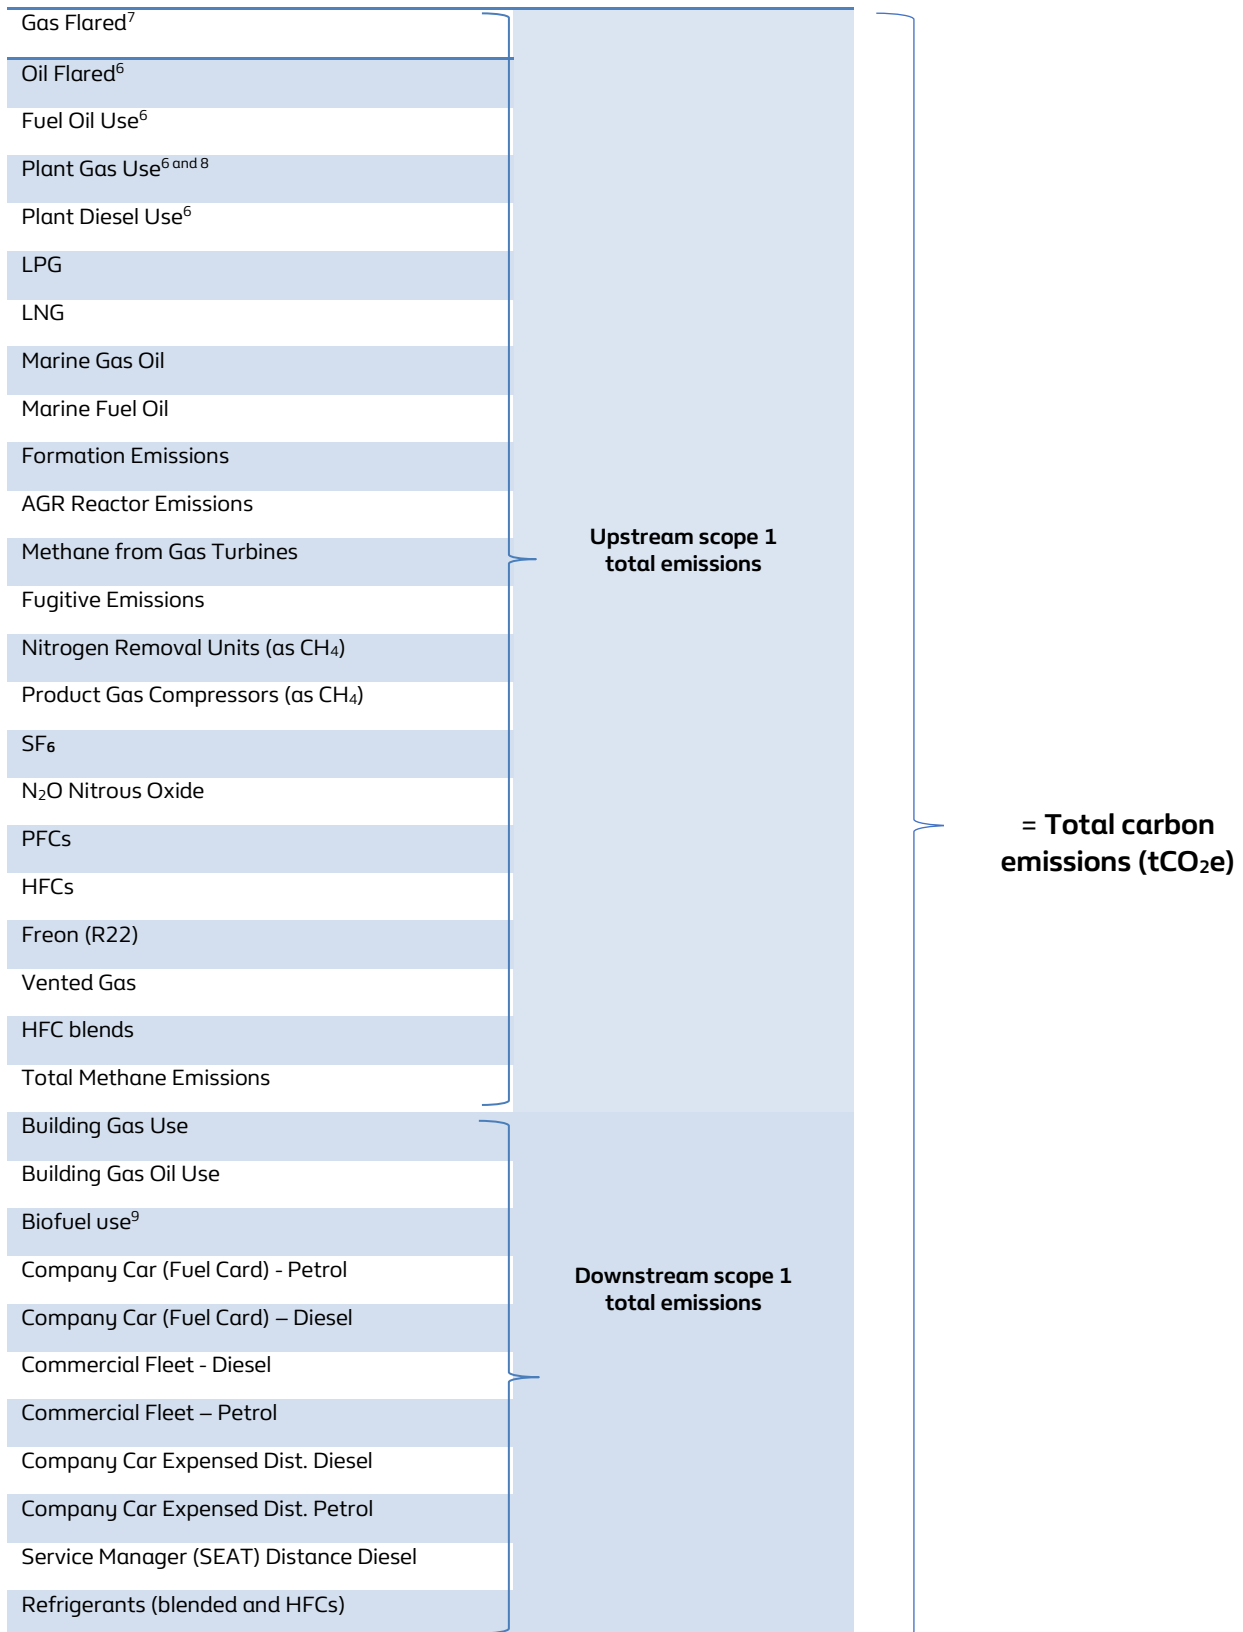 Gas Flared⁷
Oil Flared⁶
Fuel Oil Use⁶
Plant Gas Use⁶ ᵃⁿᵈ ⁸
Plant Diesel Use⁶
LPG
LNG
Marine Gas Oil
Marine Fuel Oil
Formation Emissions
AGR Reactor Emissions
Methane from Gas Turbines
Fugitive Emissions
Nitrogen Removal Units (as CH₄)
Product Gas Compressors (as CH₄)
SF₆
N₂O Nitrous Oxide
PFCs
HFCs
Freon (R22)
Vented Gas
HFC blends
Total Methane Emissions
Upstream scope 1
total emissions
Building Gas Use
Building Gas Oil Use
Biofuel use⁹
Company Car (Fuel Card) - Petrol
Company Car (Fuel Card) – Diesel
Commercial Fleet - Diesel
Commercial Fleet – Petrol
Company Car Expensed Dist. Diesel
Company Car Expensed Dist. Petrol
Service Manager (SEAT) Distance Diesel
Refrigerants (blended and HFCs)
Downstream scope 1
total emissions
= Total carbon
emissions (tCO₂e)